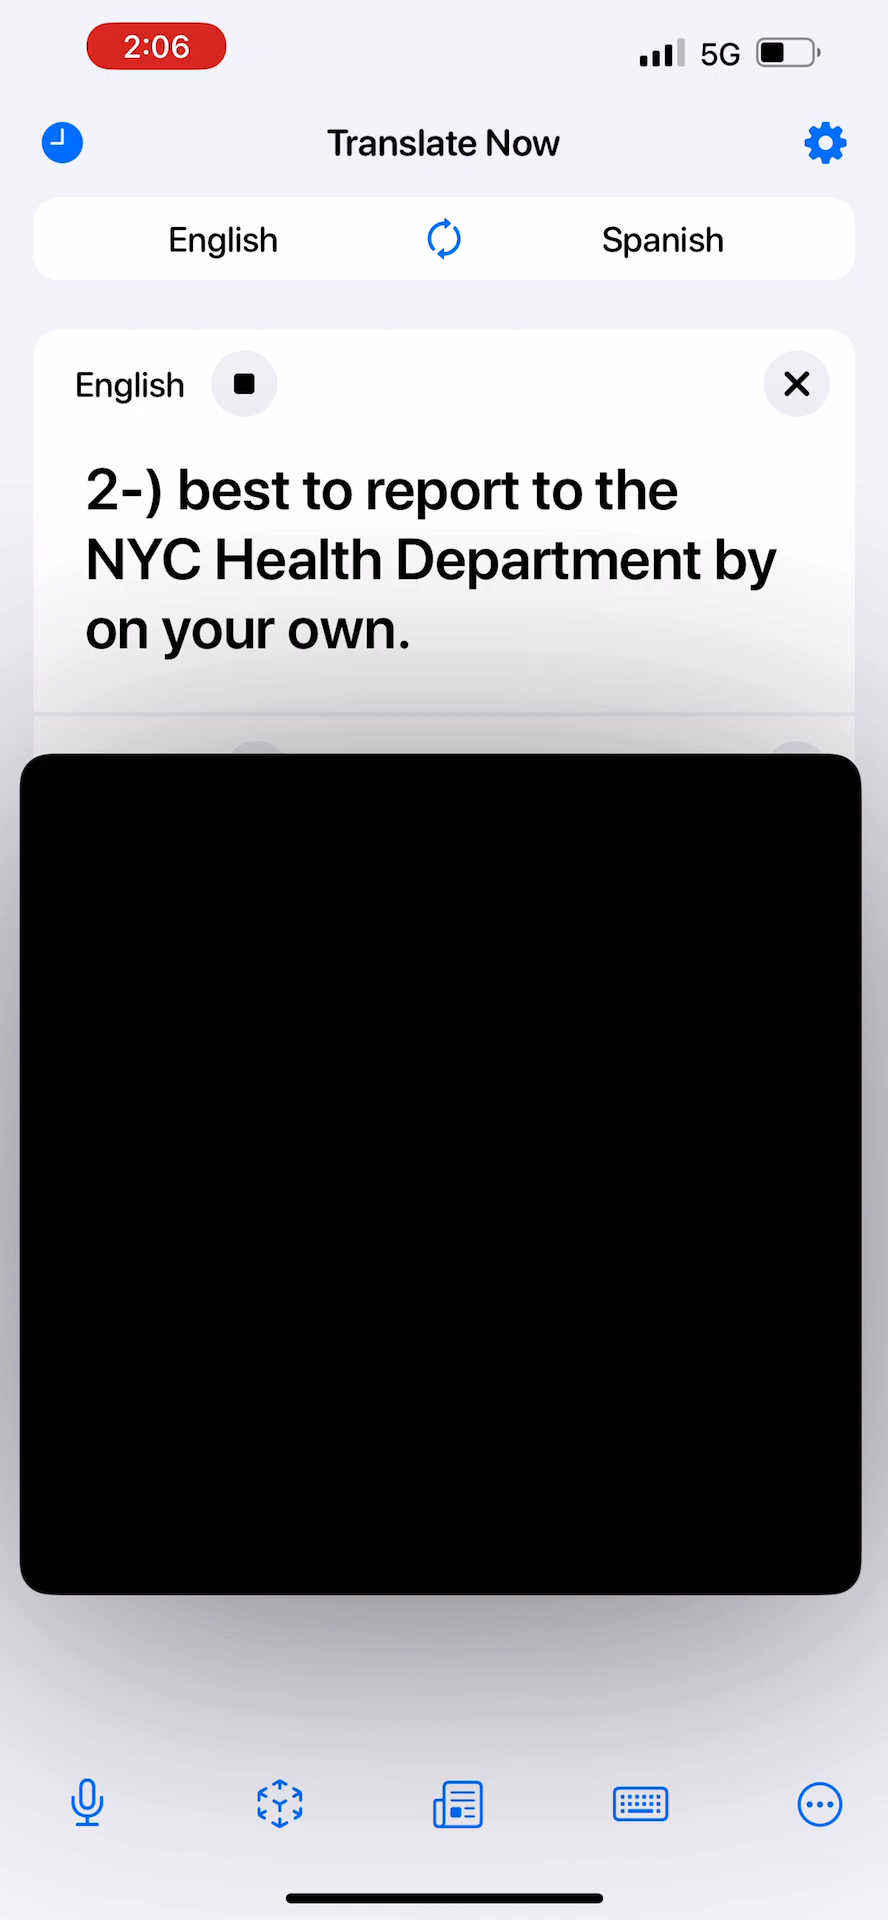 2:06
5G
Translate Now
English
Spanish
English
2-) best to report to the
NYC Health Department by
on your own.